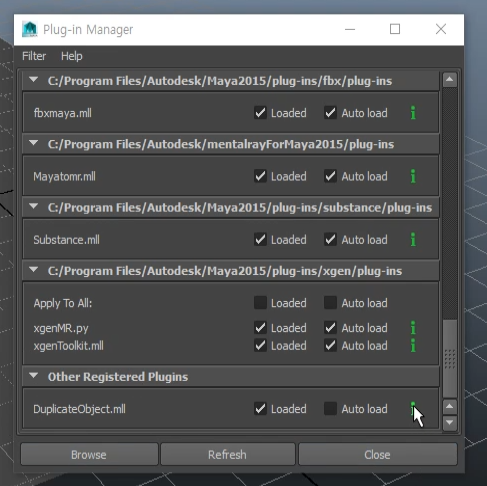 Plug-in Manager
Filter Help
C:/Program Files/Autodesk/Maya2015/plug-ins/fbx/plug-ins
fbxmaya.mll Loaded Auto load i
C:/Program Files/Autodesk/mentalrayForMaya2015/plug-ins
Mayatomr.mll Loaded Auto load i
C:/Program Files/Autodesk/Maya2015/plug-ins/substance/plug-ins
Substance.mll Loaded Auto load i
C:/Program Files/Autodesk/Maya2015/plug-ins/xgen/plug-ins
Apply To All: Loaded Auto load
xgenMR.py Loaded Auto load i
xgenToolkit.mll Loaded Auto load i
Other Registered Plugins
DuplicateObject.mll Loaded Auto load i
Browse Refresh Close